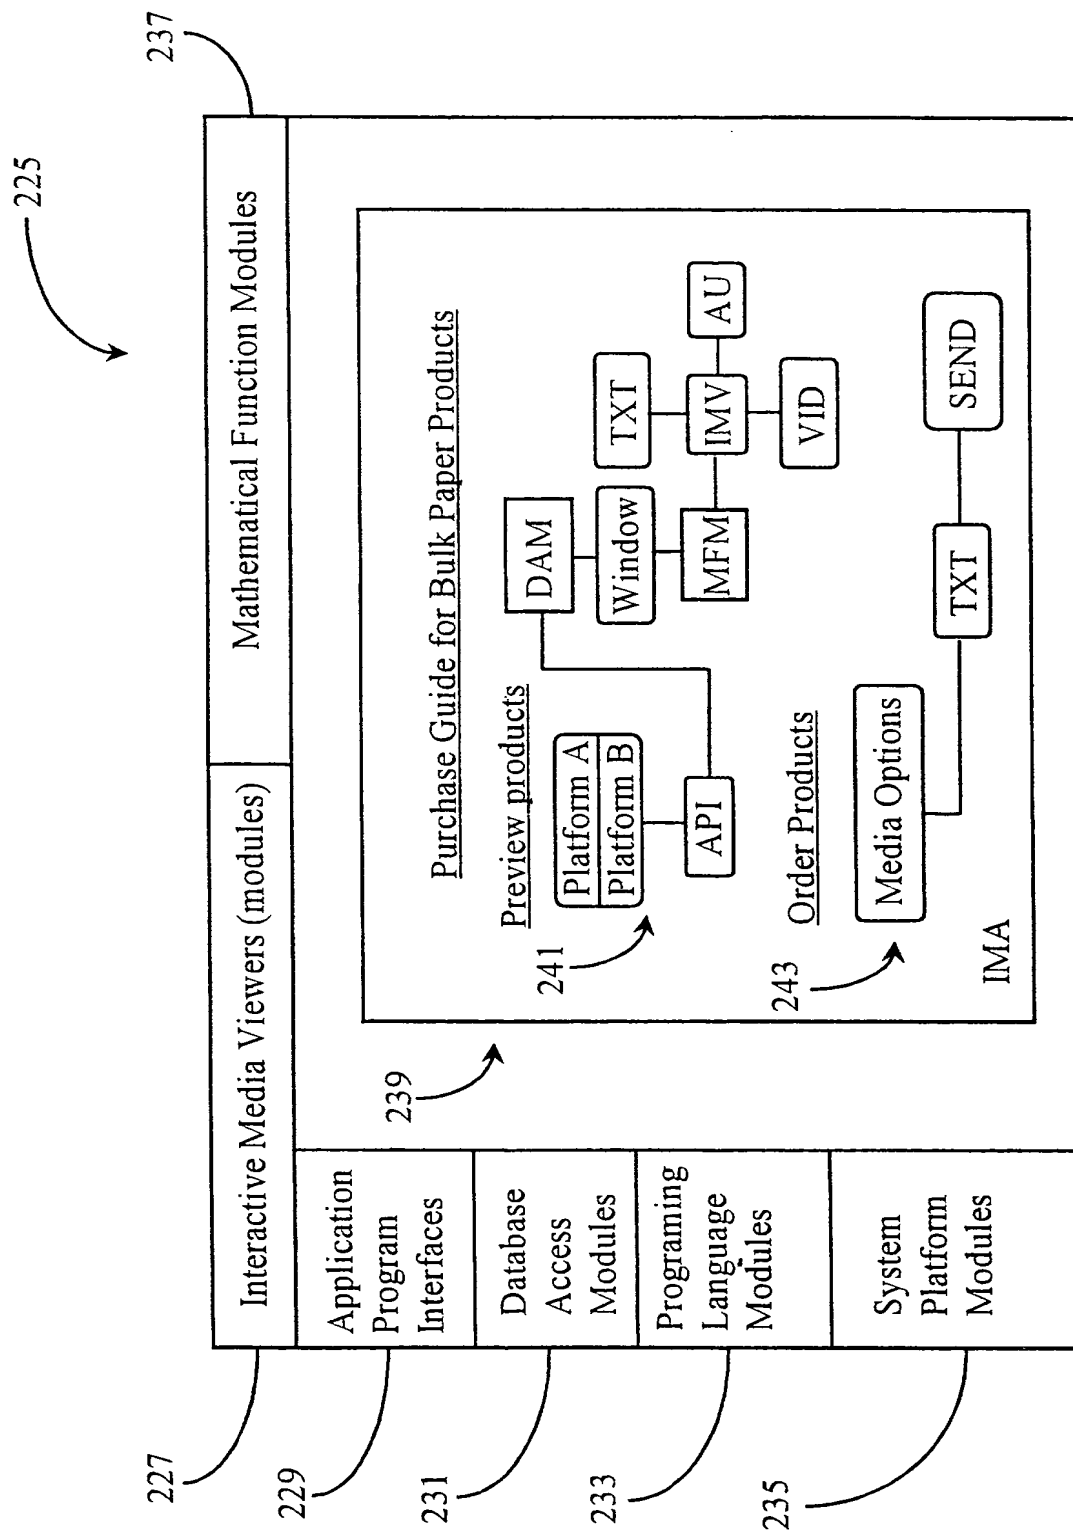 225
237
Interactive Media Viewers (modules)
Mathematical Function Modules
227
Application
Program
Interfaces
229
Database
Access
Modules
231
Programing
Language
Modules
233
System
Platform
Modules
235
239
Purchase Guide for Bulk Paper Products
Preview products
241
Platform A
Platform B
API
DAM
Window
MFM
TXT
IMV
AU
VID
Order Products
243
Media Options
TXT
SEND
IMA